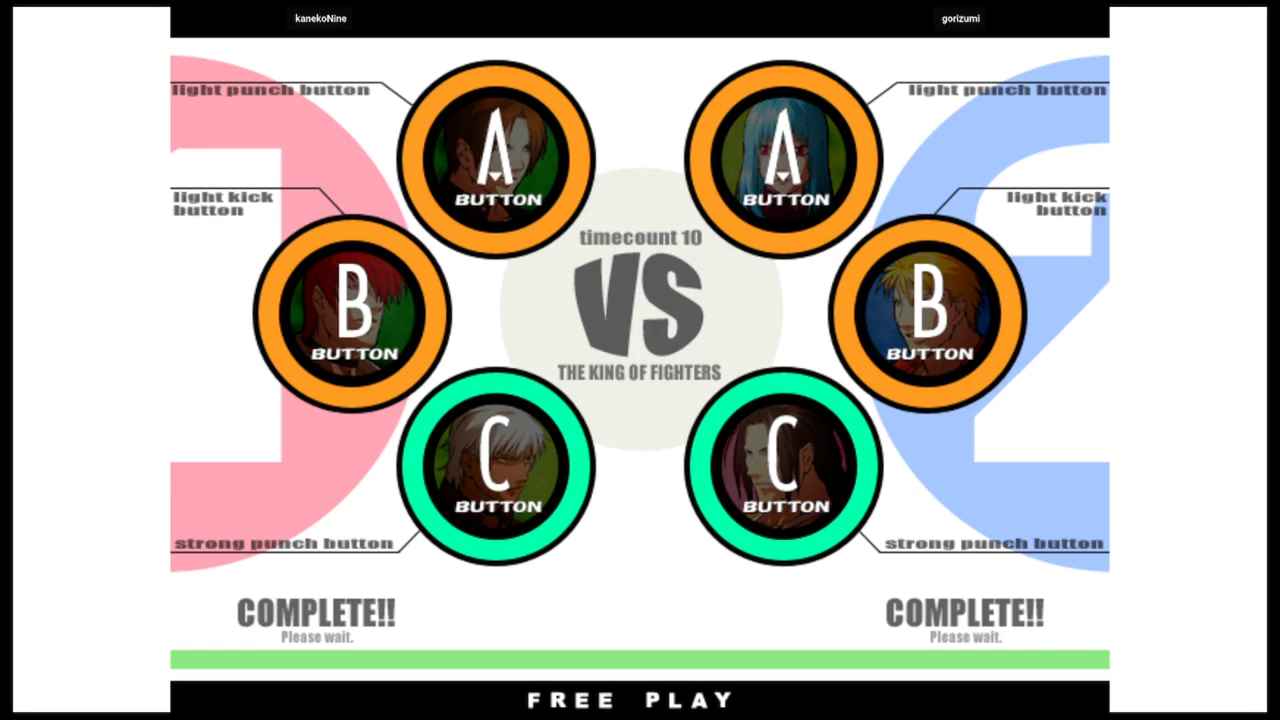 kanekoNine
gorizumi
light punch button
A
BUTTON
A
BUTTON
light punch button
light kick
button
light kick
button
timecount 10
VS
THE KING OF FIGHTERS
B
BUTTON
B
BUTTON
C
BUTTON
C
BUTTON
strong punch button
strong punch button
COMPLETE!!
Please wait.
COMPLETE!!
Please wait.
FREE PLAY
1
2